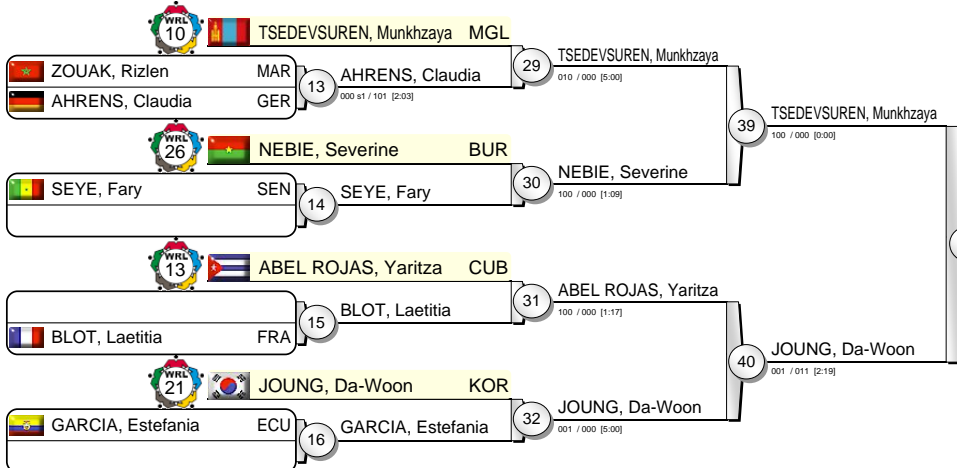 WRL 10 TSEDEVSUREN, Munkhzaya MGL
ZOUAK, Rizlen MAR
AHRENS, Claudia GER
13 AHRENS, Claudia
000 s1 / 101 [2:03]
29 TSEDEVSUREN, Munkhzaya
010 / 000 [5:00]
WRL 26 NEBIE, Severine BUR
SEYE, Fary SEN
14 SEYE, Fary
30 NEBIE, Severine
100 / 000 [1:09]
39 TSEDEVSUREN, Munkhzaya
100 / 000 [0:00]
WRL 13 ABEL ROJAS, Yaritza CUB
BLOT, Laetitia FRA
15 BLOT, Laetitia
31 ABEL ROJAS, Yaritza
100 / 000 [1:17]
WRL 21 JOUNG, Da-Woon KOR
GARCIA, Estefania ECU
16 GARCIA, Estefania
32 JOUNG, Da-Woon
001 / 000 [5:00]
40 JOUNG, Da-Woon
001 / 011 [2:19]